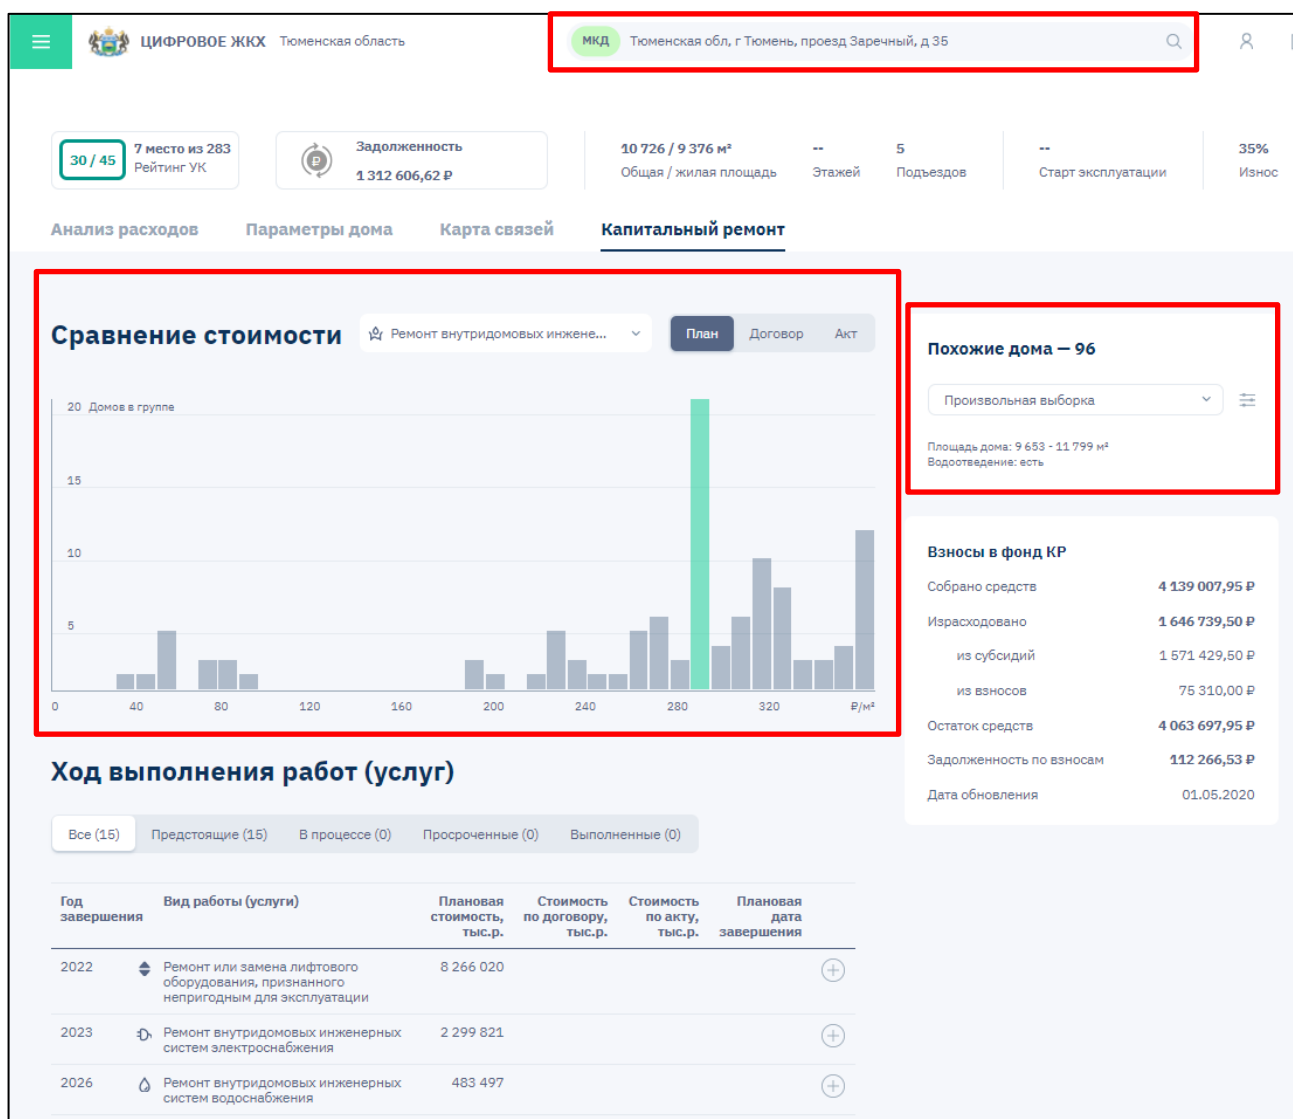 ЦИФРОВОЕ ЖКХ Тюменская область
МКД Тюменская обл, г Тюмень, проезд Заречный, д 35
30 / 45
7 место из 283
Рейтинг УК
Задолженность
1 312 606,62 ₽
10 726 / 9 376 м²
Общая / жилая площадь
--
Этажей
5
Подъездов
--
Старт эксплуатации
35%
Износ
Анализ расходов Параметры дома Карта связей Капитальный ремонт
Сравнение стоимости
Ремонт внутридомовых инжене...
План Договор Акт
20 Домов в группе
15
10
5
0 40 80 120 160 200 240 280 320 ₽/м²
Похожие дома — 96
Произвольная выборка
Площадь дома: 9 653 - 11 799 м²
Водоотведение: есть
Взносы в фонд КР
Собрано средств 4 139 007,95 ₽
Израсходовано 1 646 739,50 ₽
из субсидий 1 571 429,50 ₽
из взносов 75 310,00 ₽
Остаток средств 4 063 697,95 ₽
Задолженность по взносам 112 266,53 ₽
Дата обновления 01.05.2020
Ход выполнения работ (услуг)
Все (15) Предстоящие (15) В процессе (0) Просроченные (0) Выполненные (0)
Год
завершения
Вид работы (услуги)
Плановая
стоимость,
тыс.р.
Стоимость
по договору,
тыс.р.
Стоимость
по акту,
тыс.р.
Плановая
дата
завершения
2022
Ремонт или замена лифтового
оборудования, признанного
непригодным для эксплуатации
8 266 020
2023
Ремонт внутридомовых инженерных
систем электроснабжения
2 299 821
2026
Ремонт внутридомовых инженерных
систем водоснабжения
483 497